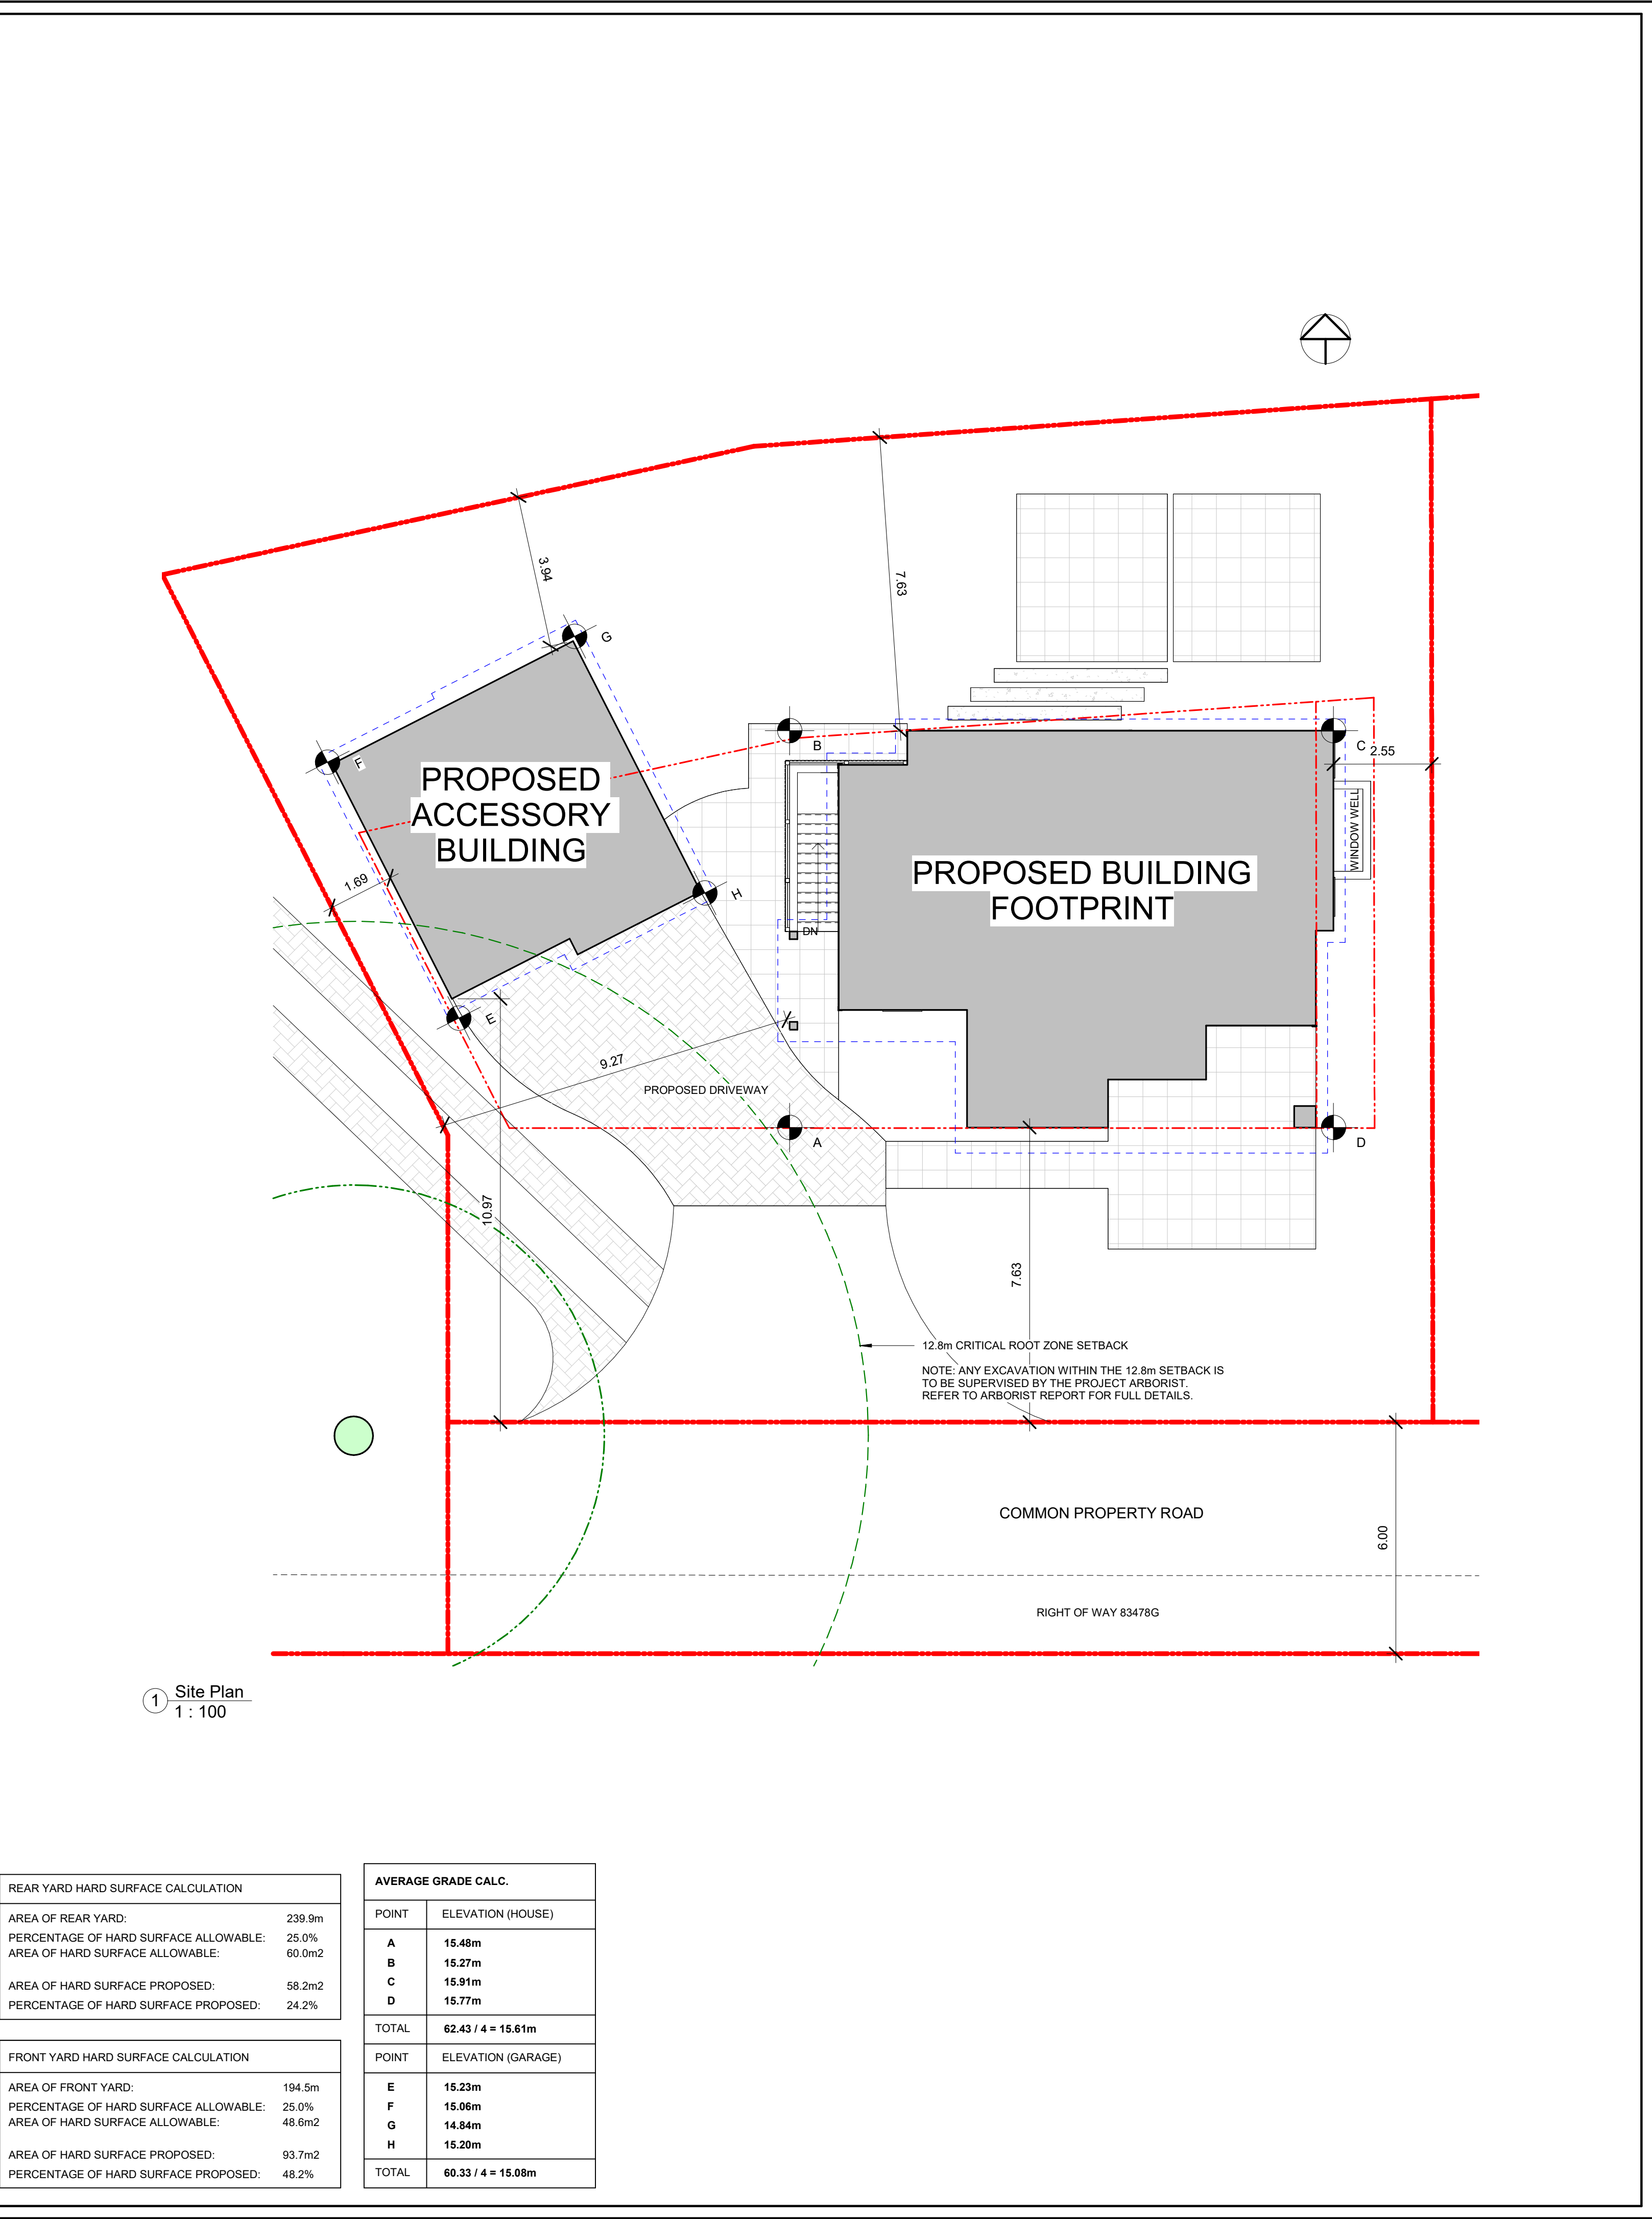 3.94
7.63
G
B
C
2.55
F
PROPOSED
ACCESSORY
BUILDING
WINDOW WELL
PROPOSED BUILDING
FOOTPRINT
1.69
H
DN
E
9.27
PROPOSED DRIVEWAY
A
D
10.97
7.63
12.8m CRITICAL ROOT ZONE SETBACK
NOTE: ANY EXCAVATION WITHIN THE 12.8m SETBACK IS
TO BE SUPERVISED BY THE PROJECT ARBORIST.
REFER TO ARBORIST REPORT FOR FULL DETAILS.
COMMON PROPERTY ROAD
6.00
RIGHT OF WAY 83478G
1 Site Plan
1 : 100
REAR YARD HARD SURFACE CALCULATION
AREA OF REAR YARD: 239.9m
PERCENTAGE OF HARD SURFACE ALLOWABLE: 25.0%
AREA OF HARD SURFACE ALLOWABLE: 60.0m2
AREA OF HARD SURFACE PROPOSED: 58.2m2
PERCENTAGE OF HARD SURFACE PROPOSED: 24.2%
FRONT YARD HARD SURFACE CALCULATION
AREA OF FRONT YARD: 194.5m
PERCENTAGE OF HARD SURFACE ALLOWABLE: 25.0%
AREA OF HARD SURFACE ALLOWABLE: 48.6m2
AREA OF HARD SURFACE PROPOSED: 93.7m2
PERCENTAGE OF HARD SURFACE PROPOSED: 48.2%
AVERAGE GRADE CALC.
POINT ELEVATION (HOUSE)
A 15.48m
B 15.27m
C 15.91m
D 15.77m
TOTAL 62.43 / 4 = 15.61m
POINT ELEVATION (GARAGE)
E 15.23m
F 15.06m
G 14.84m
H 15.20m
TOTAL 60.33 / 4 = 15.08m